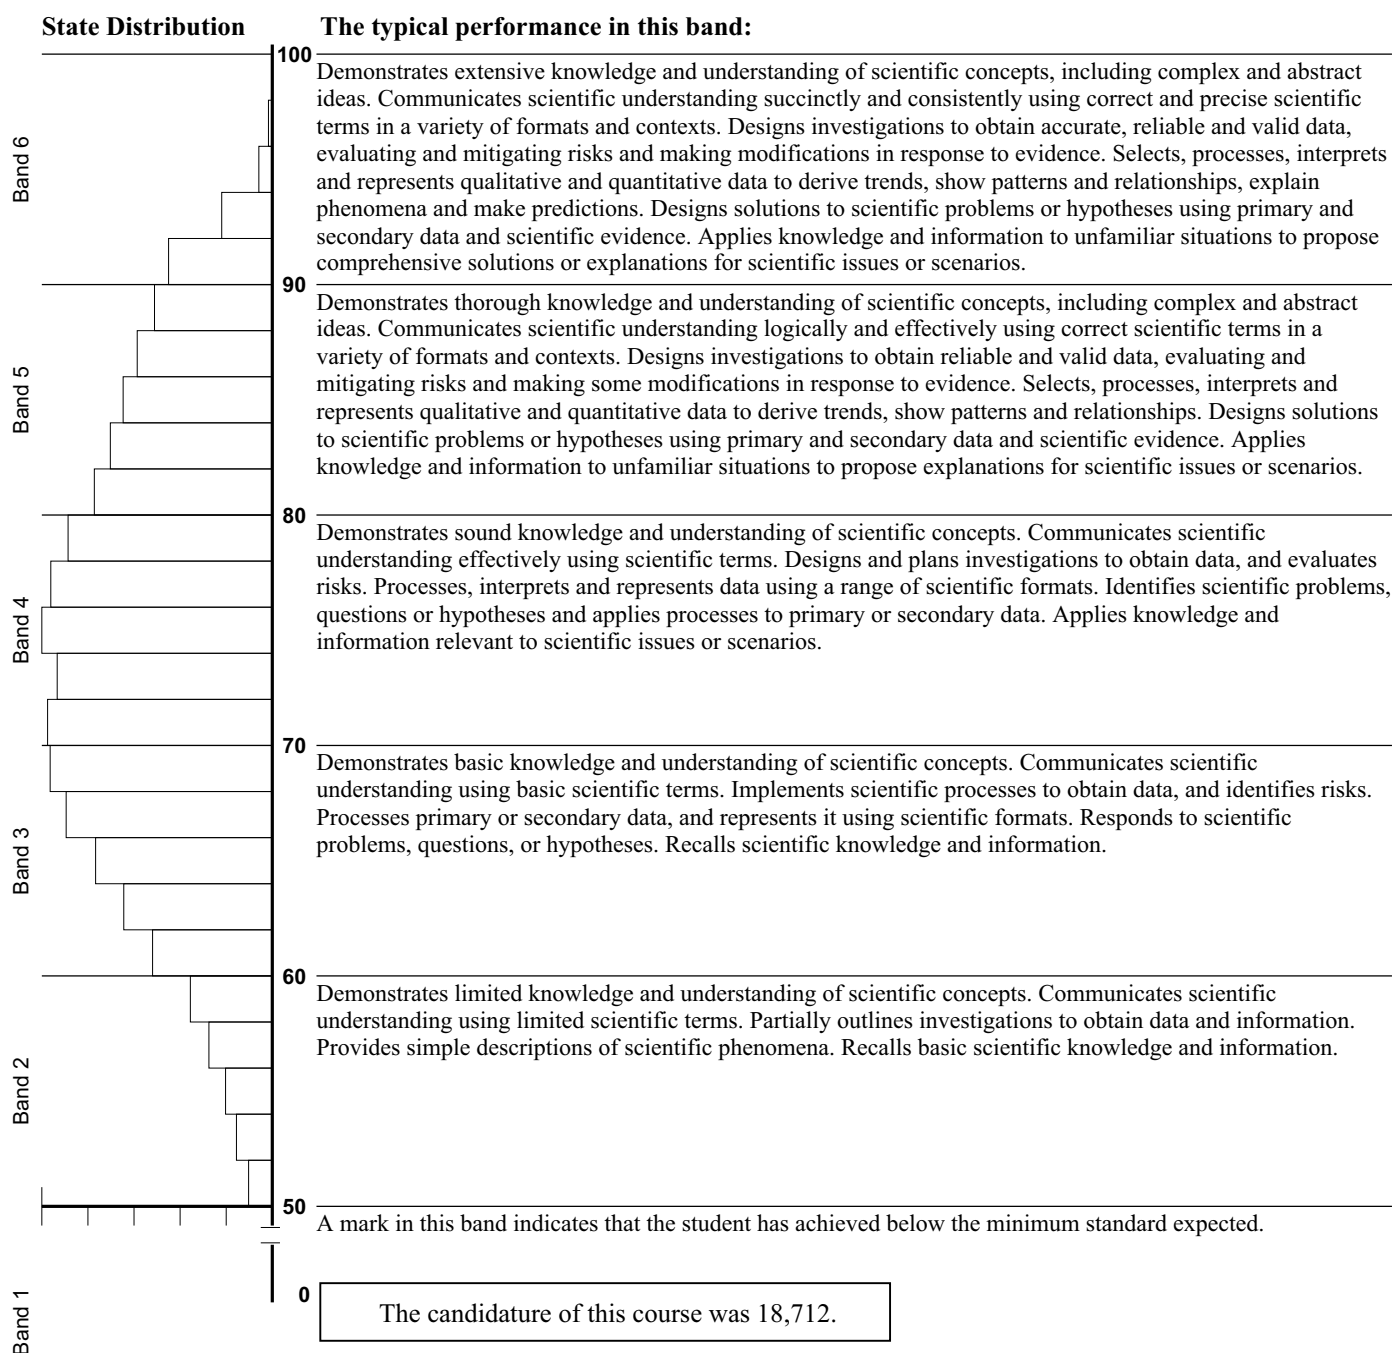 State Distribution
The typical performance in this band:
100
Band 6
Demonstrates extensive knowledge and understanding of scientific concepts, including complex and abstract
ideas. Communicates scientific understanding succinctly and consistently using correct and precise scientific
terms in a variety of formats and contexts. Designs investigations to obtain accurate, reliable and valid data,
evaluating and mitigating risks and making modifications in response to evidence. Selects, processes, interprets
and represents qualitative and quantitative data to derive trends, show patterns and relationships, explain
phenomena and make predictions. Designs solutions to scientific problems or hypotheses using primary and
secondary data and scientific evidence. Applies knowledge and information to unfamiliar situations to propose
comprehensive solutions or explanations for scientific issues or scenarios.
90
Band 5
Demonstrates thorough knowledge and understanding of scientific concepts, including complex and abstract
ideas. Communicates scientific understanding logically and effectively using correct scientific terms in a
variety of formats and contexts. Designs investigations to obtain reliable and valid data, evaluating and
mitigating risks and making some modifications in response to evidence. Selects, processes, interprets and
represents qualitative and quantitative data to derive trends, show patterns and relationships. Designs solutions
to scientific problems or hypotheses using primary and secondary data and scientific evidence. Applies
knowledge and information to unfamiliar situations to propose explanations for scientific issues or scenarios.
80
Band 4
Demonstrates sound knowledge and understanding of scientific concepts. Communicates scientific
understanding effectively using scientific terms. Designs and plans investigations to obtain data, and evaluates
risks. Processes, interprets and represents data using a range of scientific formats. Identifies scientific problems,
questions or hypotheses and applies processes to primary or secondary data. Applies knowledge and
information relevant to scientific issues or scenarios.
70
Band 3
Demonstrates basic knowledge and understanding of scientific concepts. Communicates scientific
understanding using basic scientific terms. Implements scientific processes to obtain data, and identifies risks.
Processes primary or secondary data, and represents it using scientific formats. Responds to scientific
problems, questions, or hypotheses. Recalls scientific knowledge and information.
60
Band 2
Demonstrates limited knowledge and understanding of scientific concepts. Communicates scientific
understanding using limited scientific terms. Partially outlines investigations to obtain data and information.
Provides simple descriptions of scientific phenomena. Recalls basic scientific knowledge and information.
50
A mark in this band indicates that the student has achieved below the minimum standard expected.
Band 1
0
The candidature of this course was 18,712.